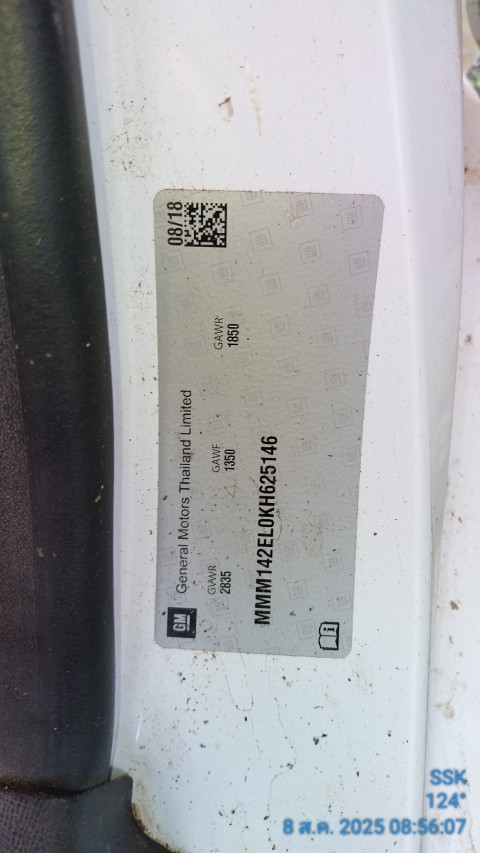 GM General Motors Thailand Limited 08/18
GVWR GAWF GAWR
2835 1350 1850
MMM142EL0KH625146
SSK
124°
8 ส.ค. 2025 08:56:07